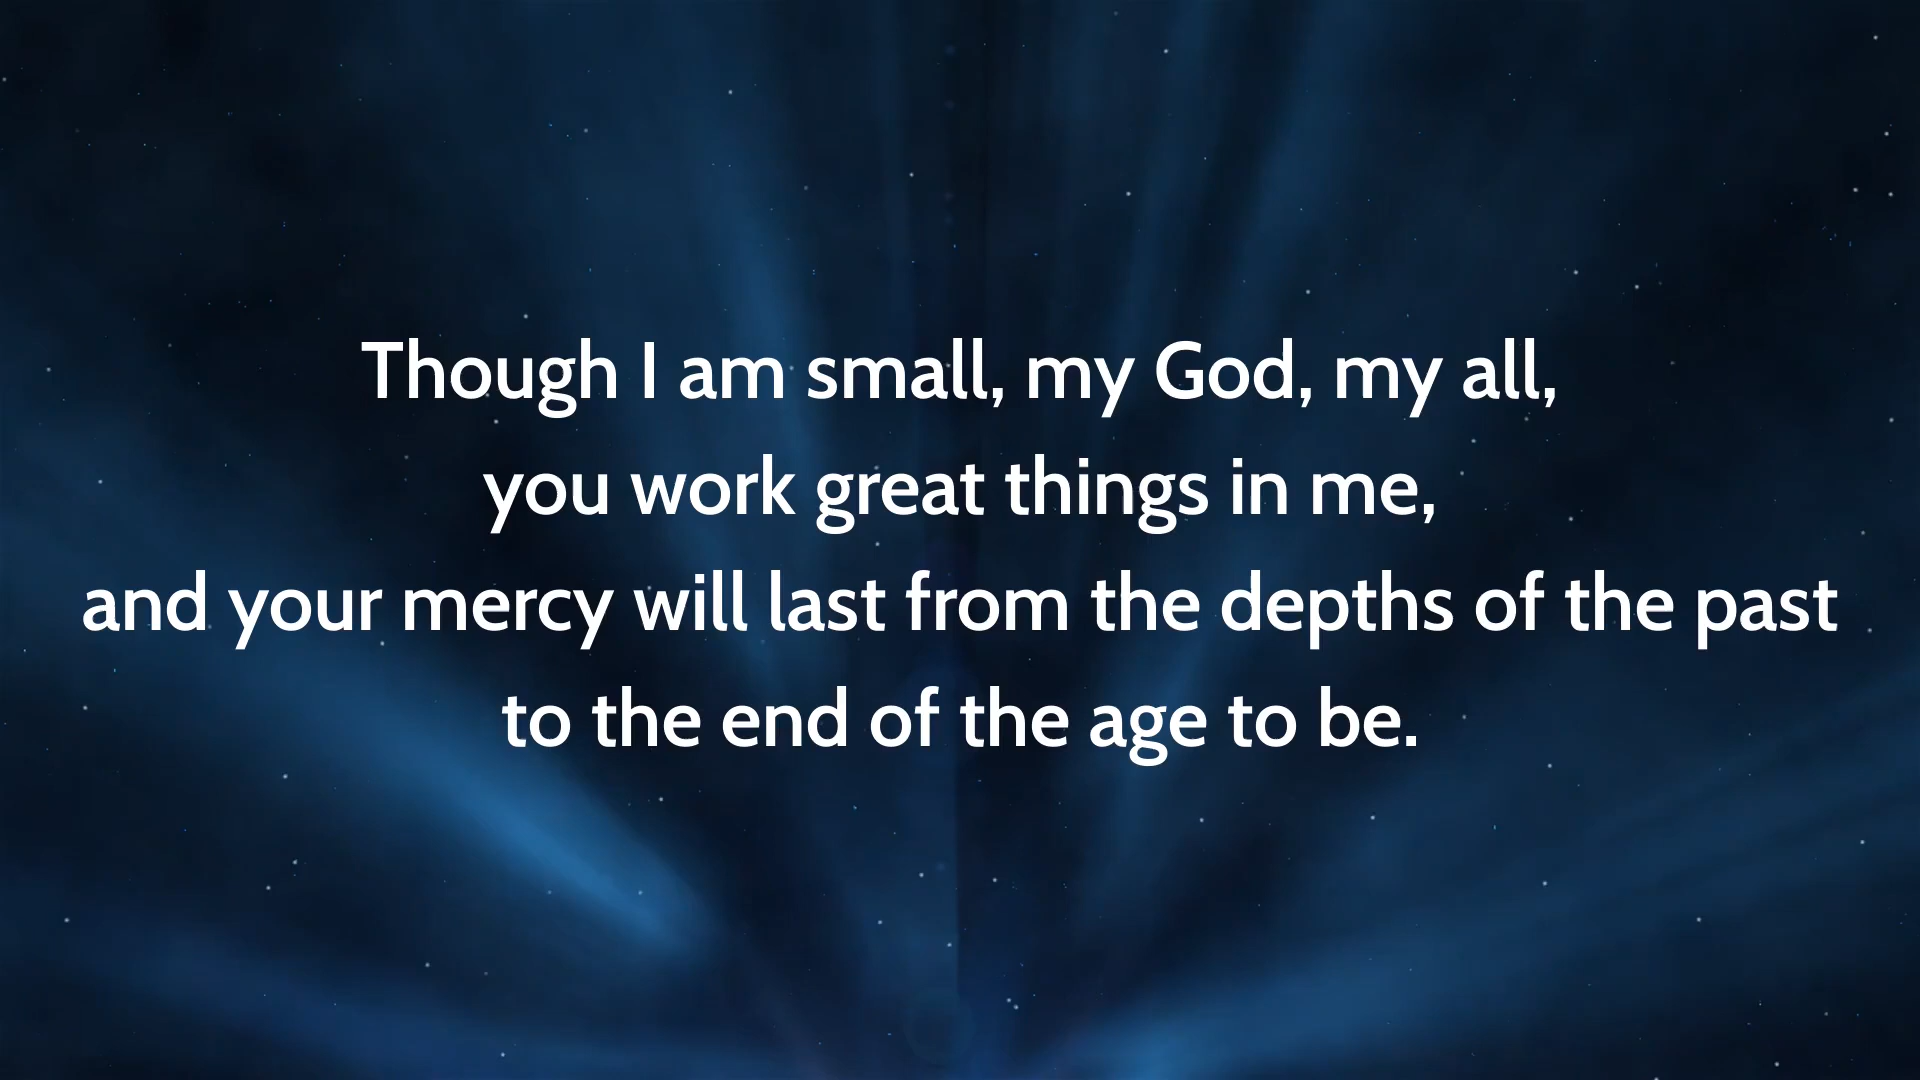 Though I am small, my God, my all,
you work great things in me,
and your mercy will last from the depths of the past
to the end of the age to be.